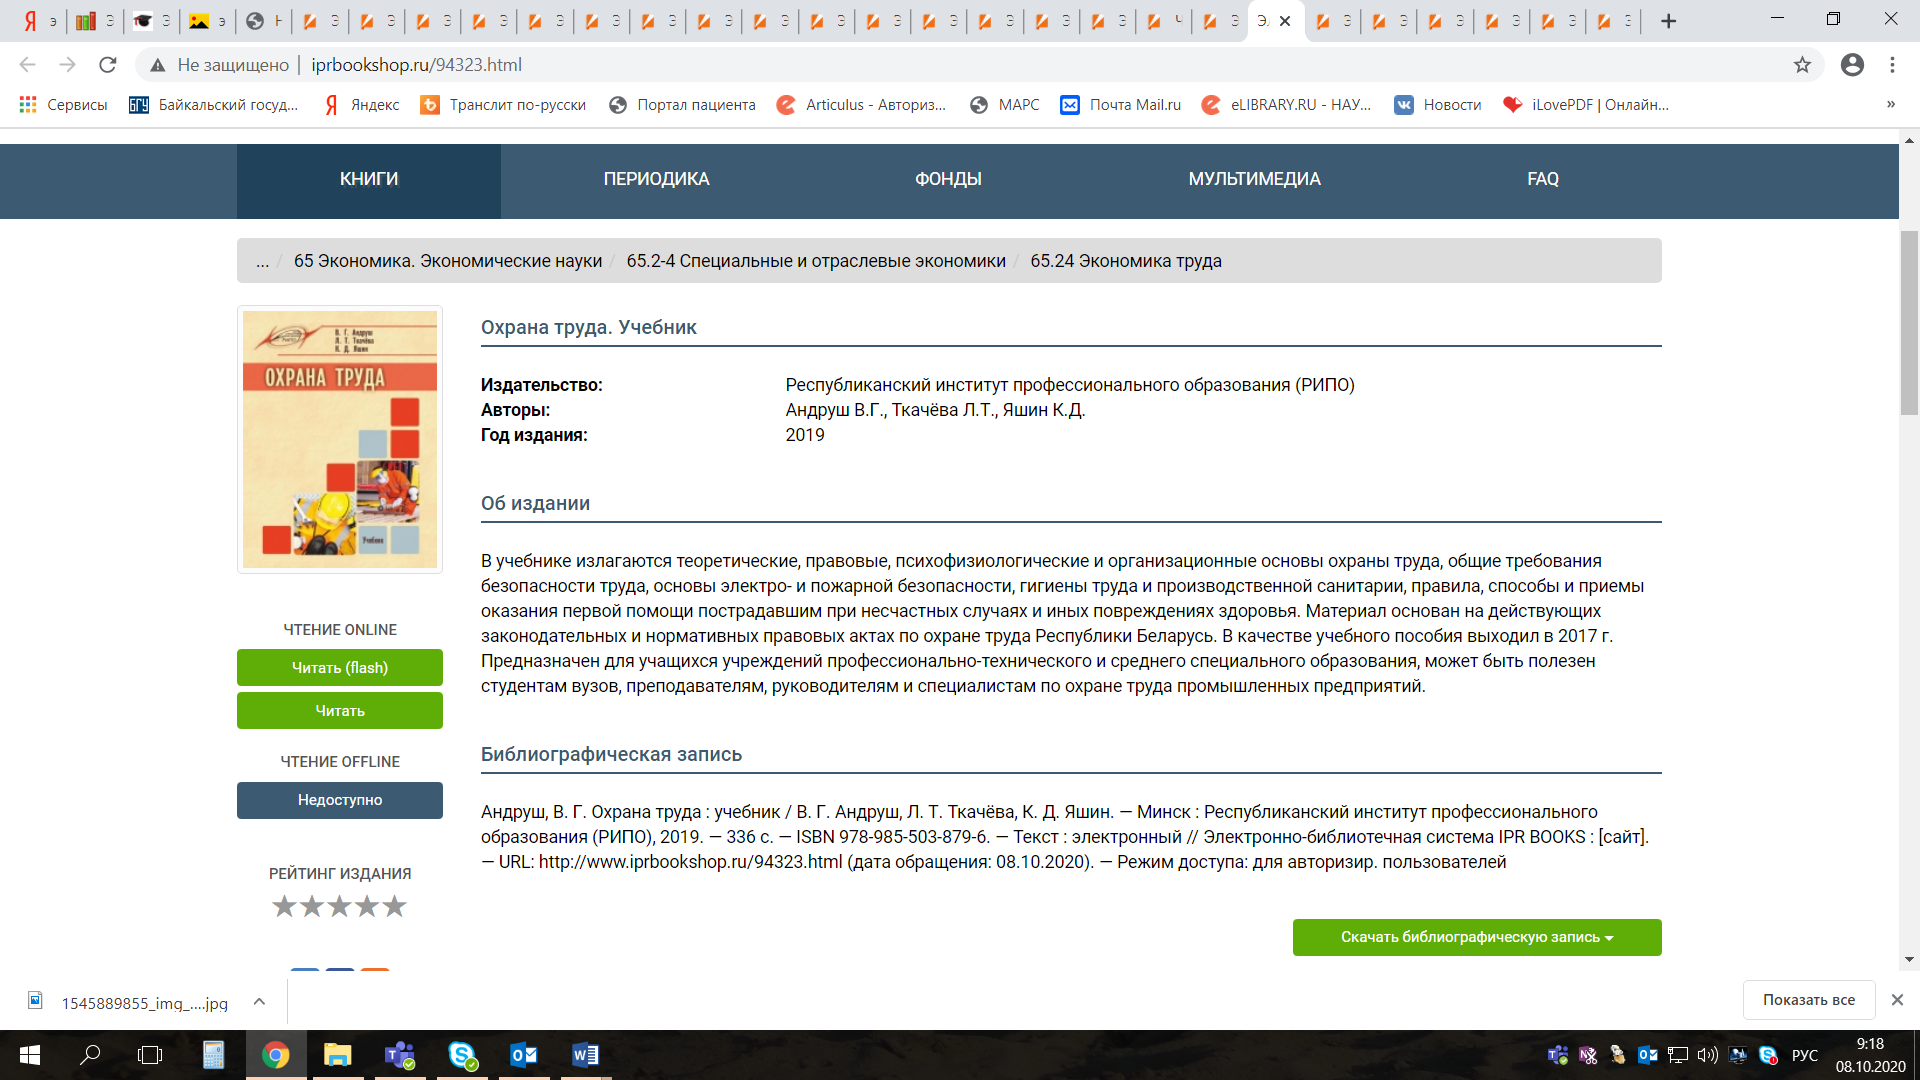 Не защищено | iprbookshop.ru/94323.html
Сервисы Байкальский госуд... Яндекс Транслит по-русски Портал пациента Articulus - Авториз... МАРС Почта Mail.ru eLIBRARY.RU - НАУ... Новости iLovePDF | Онлайн... »
КНИГИ ПЕРИОДИКА ФОНДЫ МУЛЬТИМЕДИА FAQ
... / 65 Экономика. Экономические науки / 65.2-4 Специальные и отраслевые экономики / 65.24 Экономика труда
В. Г. Андруш
Л. Т. Ткачёва
К. Д. Яшин
ОХРАНА ТРУДА
Учебник
Охрана труда. Учебник
Издательство: Республиканский институт профессионального образования (РИПО)
Авторы: Андруш В.Г., Ткачёва Л.Т., Яшин К.Д.
Год издания: 2019
Об издании
В учебнике излагаются теоретические, правовые, психофизиологические и организационные основы охраны труда, общие требования
безопасности труда, основы электро- и пожарной безопасности, гигиены труда и производственной санитарии, правила, способы и приемы
оказания первой помощи пострадавшим при несчастных случаях и иных повреждениях здоровья. Материал основан на действующих
законодательных и нормативных правовых актах по охране труда Республики Беларусь. В качестве учебного пособия выходил в 2017 г.
Предназначен для учащихся учреждений профессионально-технического и среднего специального образования, может быть полезен
студентам вузов, преподавателям, руководителям и специалистам по охране труда промышленных предприятий.
ЧТЕНИЕ ONLINE
Читать (flash)
Читать
ЧТЕНИЕ OFFLINE
Недоступно
РЕЙТИНГ ИЗДАНИЯ
Библиографическая запись
Андруш, В. Г. Охрана труда : учебник / В. Г. Андруш, Л. Т. Ткачёва, К. Д. Яшин. — Минск : Республиканский институт профессионального
образования (РИПО), 2019. — 336 c. — ISBN 978-985-503-879-6. — Текст : электронный // Электронно-библиотечная система IPR BOOKS : [сайт].
— URL: http://www.iprbookshop.ru/94323.html (дата обращения: 08.10.2020). — Режим доступа: для авторизир. пользователей
Скачать библиографическую запись
1545889855_img_....jpg
Показать все
РУС
9:18
08.10.2020